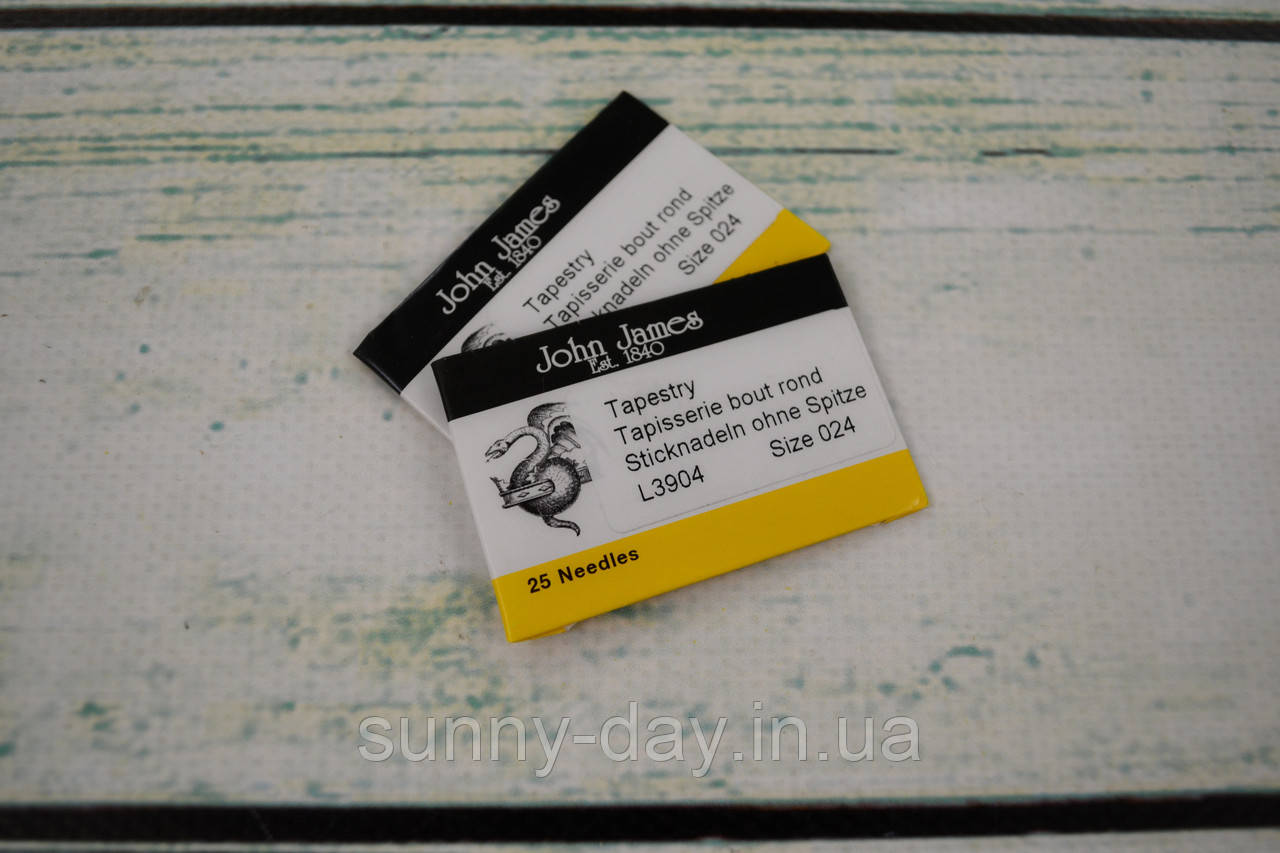 John James
Est. 1840
Tapestry
Tapisserie bout rond
knadeln ohne Spitze
Size 024
John James
Est. 1840
Tapestry
Tapisserie bout rond
Sticknadeln ohne Spitze
L3904 Size 024
25 Needles
sunny-day.in.ua